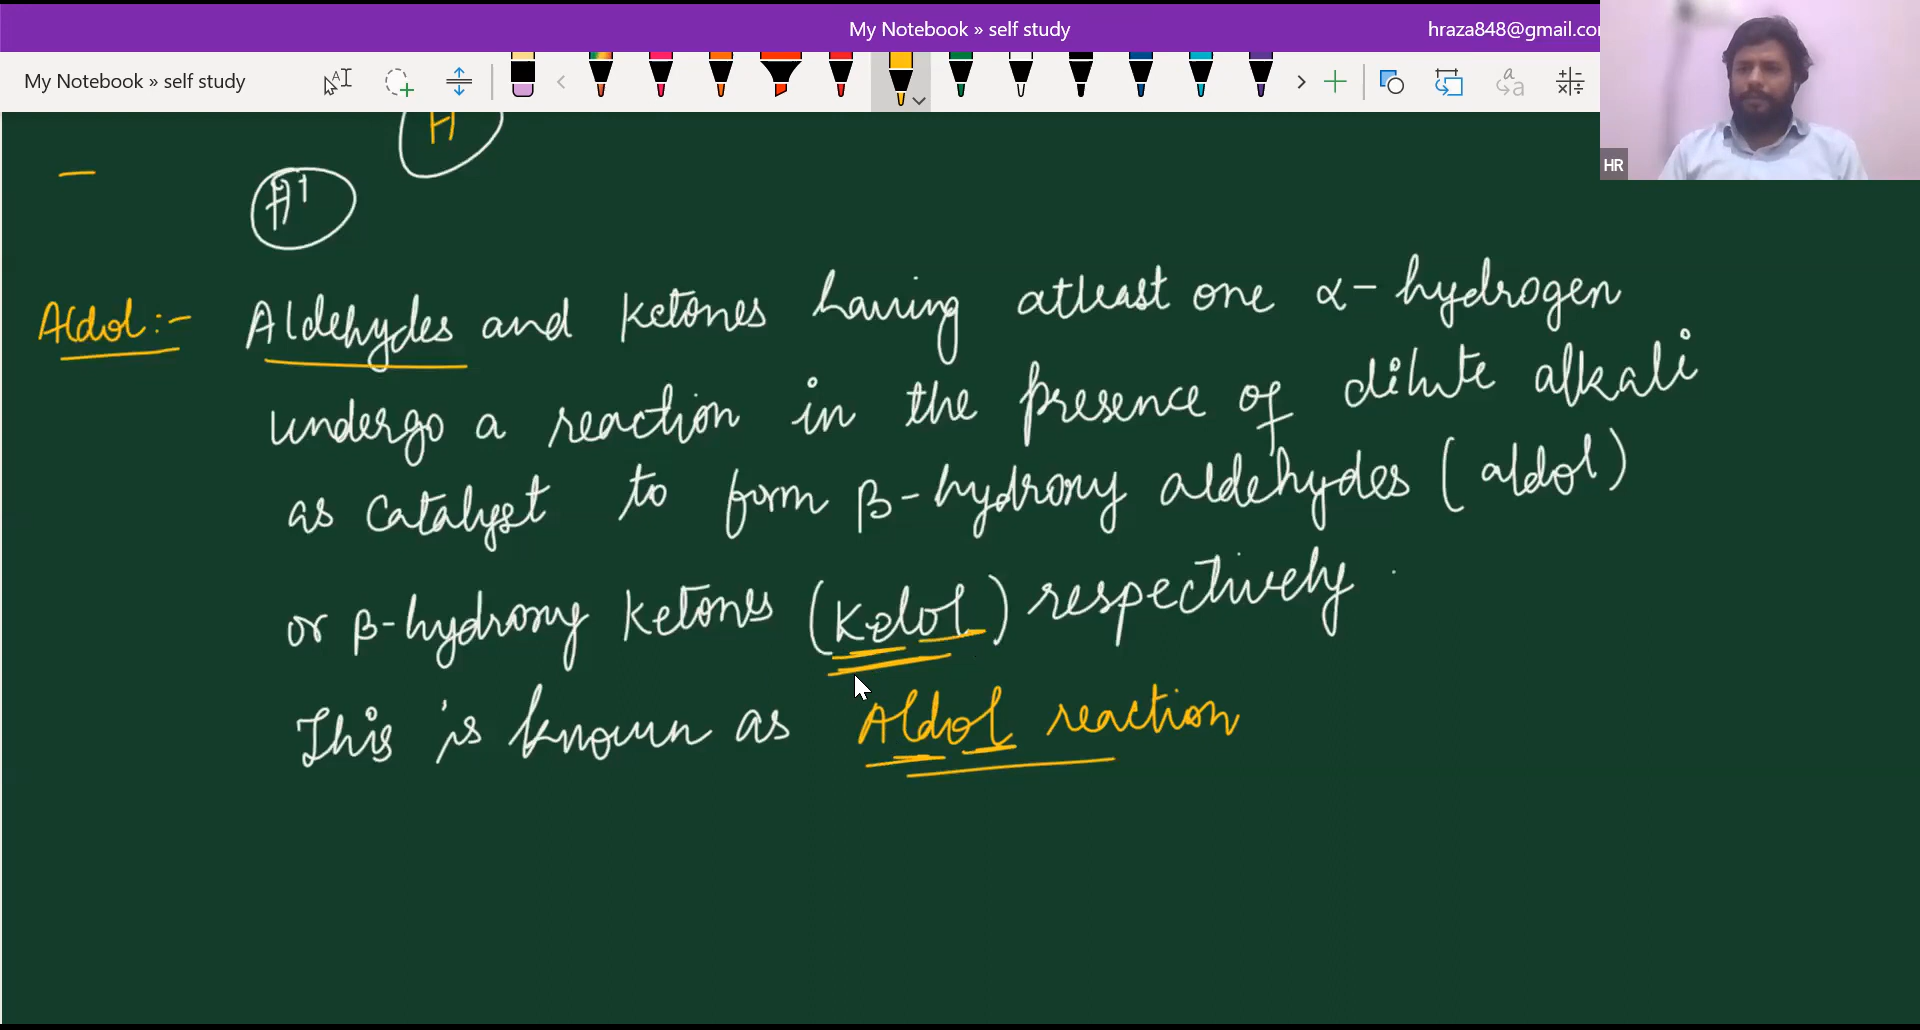 My Notebook » self study
hraza848@gmail.co
My Notebook » self study
HR
H
H¹
Aldol:- Aldehydes and ketones having atleast one α-hydrogen
undergo a reaction in the presence of dilute alkali
as catalyst to form β-hydroxy aldehydes (aldol)
or β-hydroxy ketones (ketol) respectively.
This is known as Aldol reaction